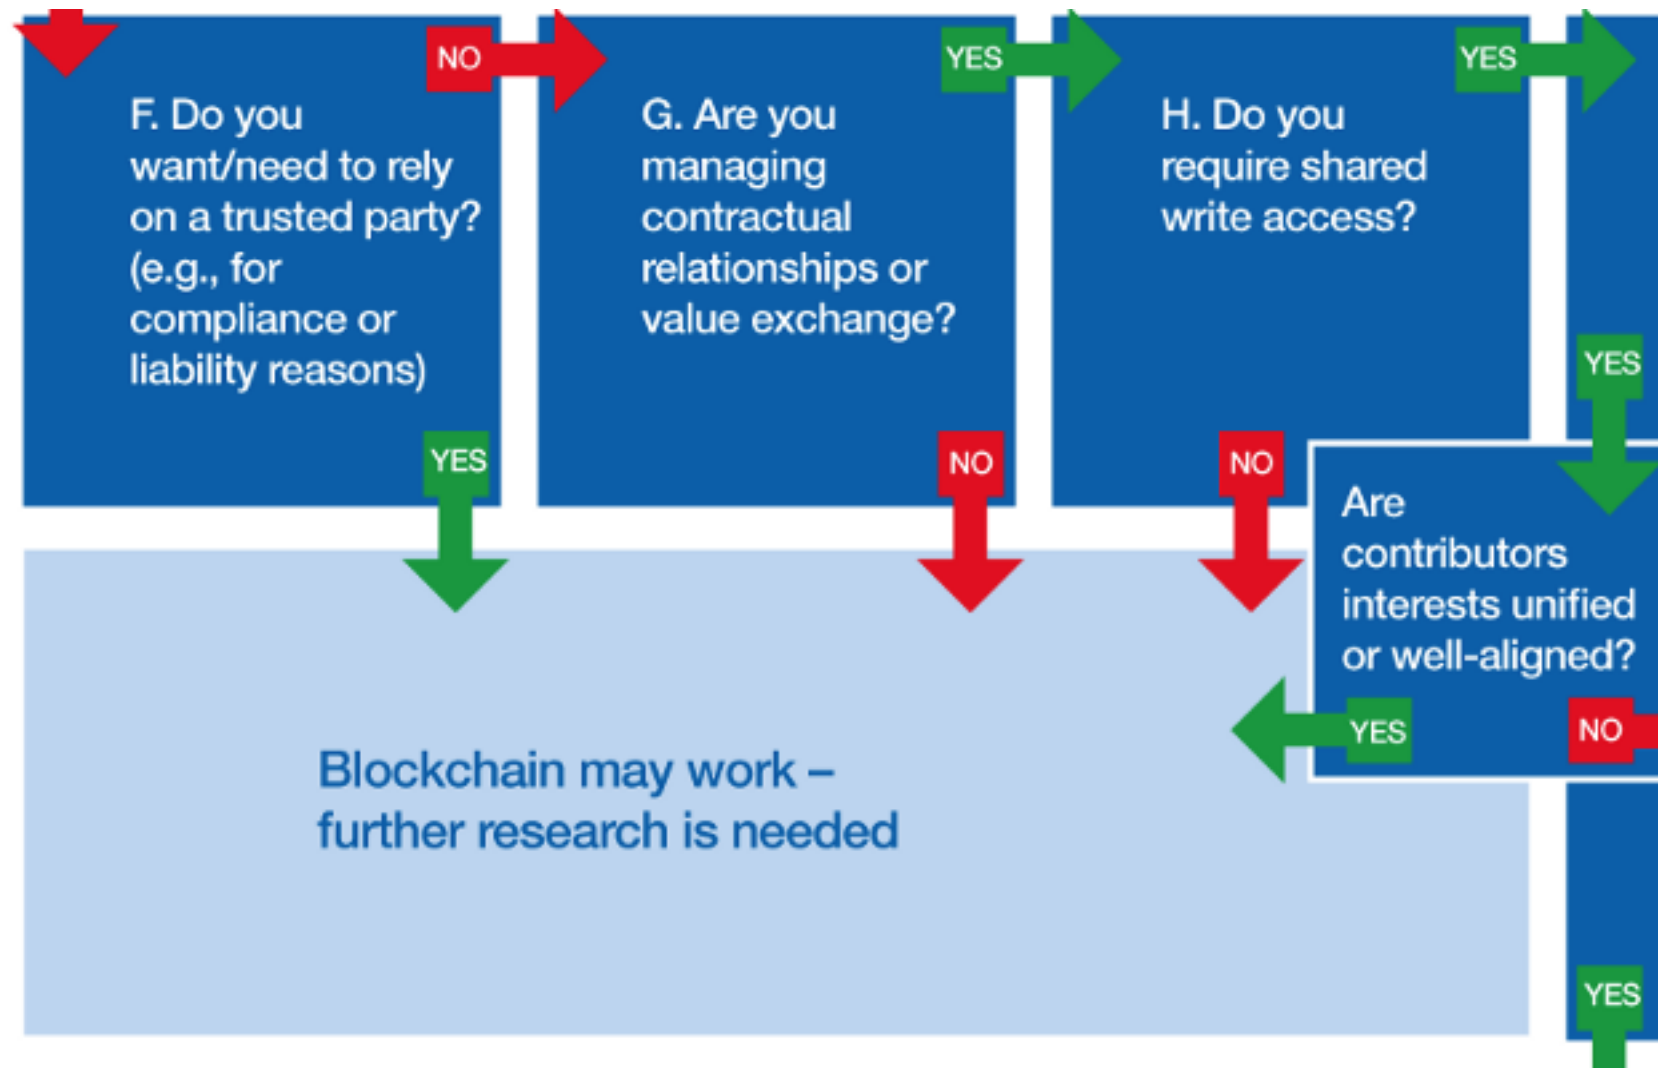 NO
F. Do you
want/need to rely
on a trusted party?
(e.g., for
compliance or
liability reasons)
YES
YES
G. Are you
managing
contractual
relationships or
value exchange?
NO
YES
H. Do you
require shared
write access?
NO
YES
Are
contributors
interests unified
or well-aligned?
YES
NO
Blockchain may work –
further research is needed
YES